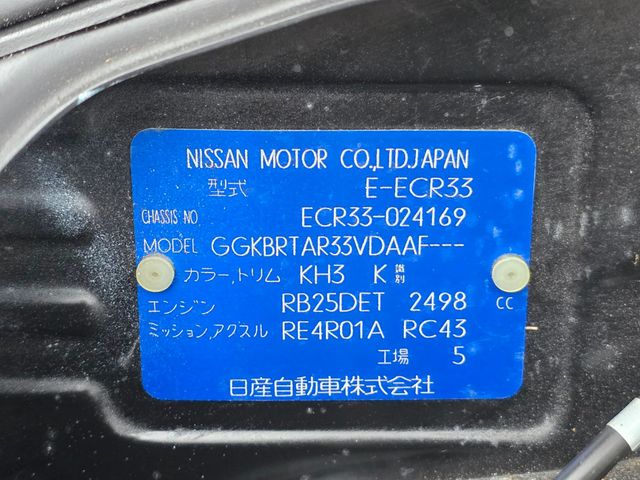 NISSAN MOTOR CO.,LTD.JAPAN
型式 E-ECR33
CHASSIS NO ECR33-024169
MODEL GGKBRTAR33VDAAF---
カラー,トリム KH3 K 識別
エンジン RB25DET 2498 cc
ミッション,アクスル RE4R01A RC43
工場 5
日産自動車株式会社